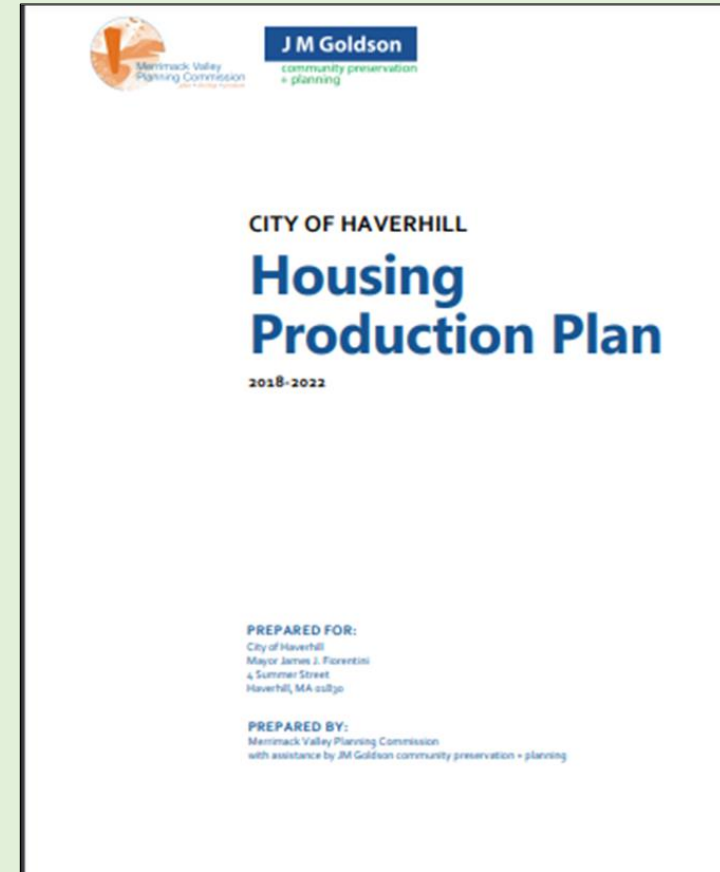 Merrimack Valley
Planning Commission
J M Goldson
community preservation
+ planning
CITY OF HAVERHILL
Housing
Production Plan
2018-2022
PREPARED FOR:
City of Haverhill
Mayor James J. Fiorentini
4 Summer Street
Haverhill, MA 01830
PREPARED BY:
Merrimack Valley Planning Commission
with assistance by JM Goldson community preservation + planning